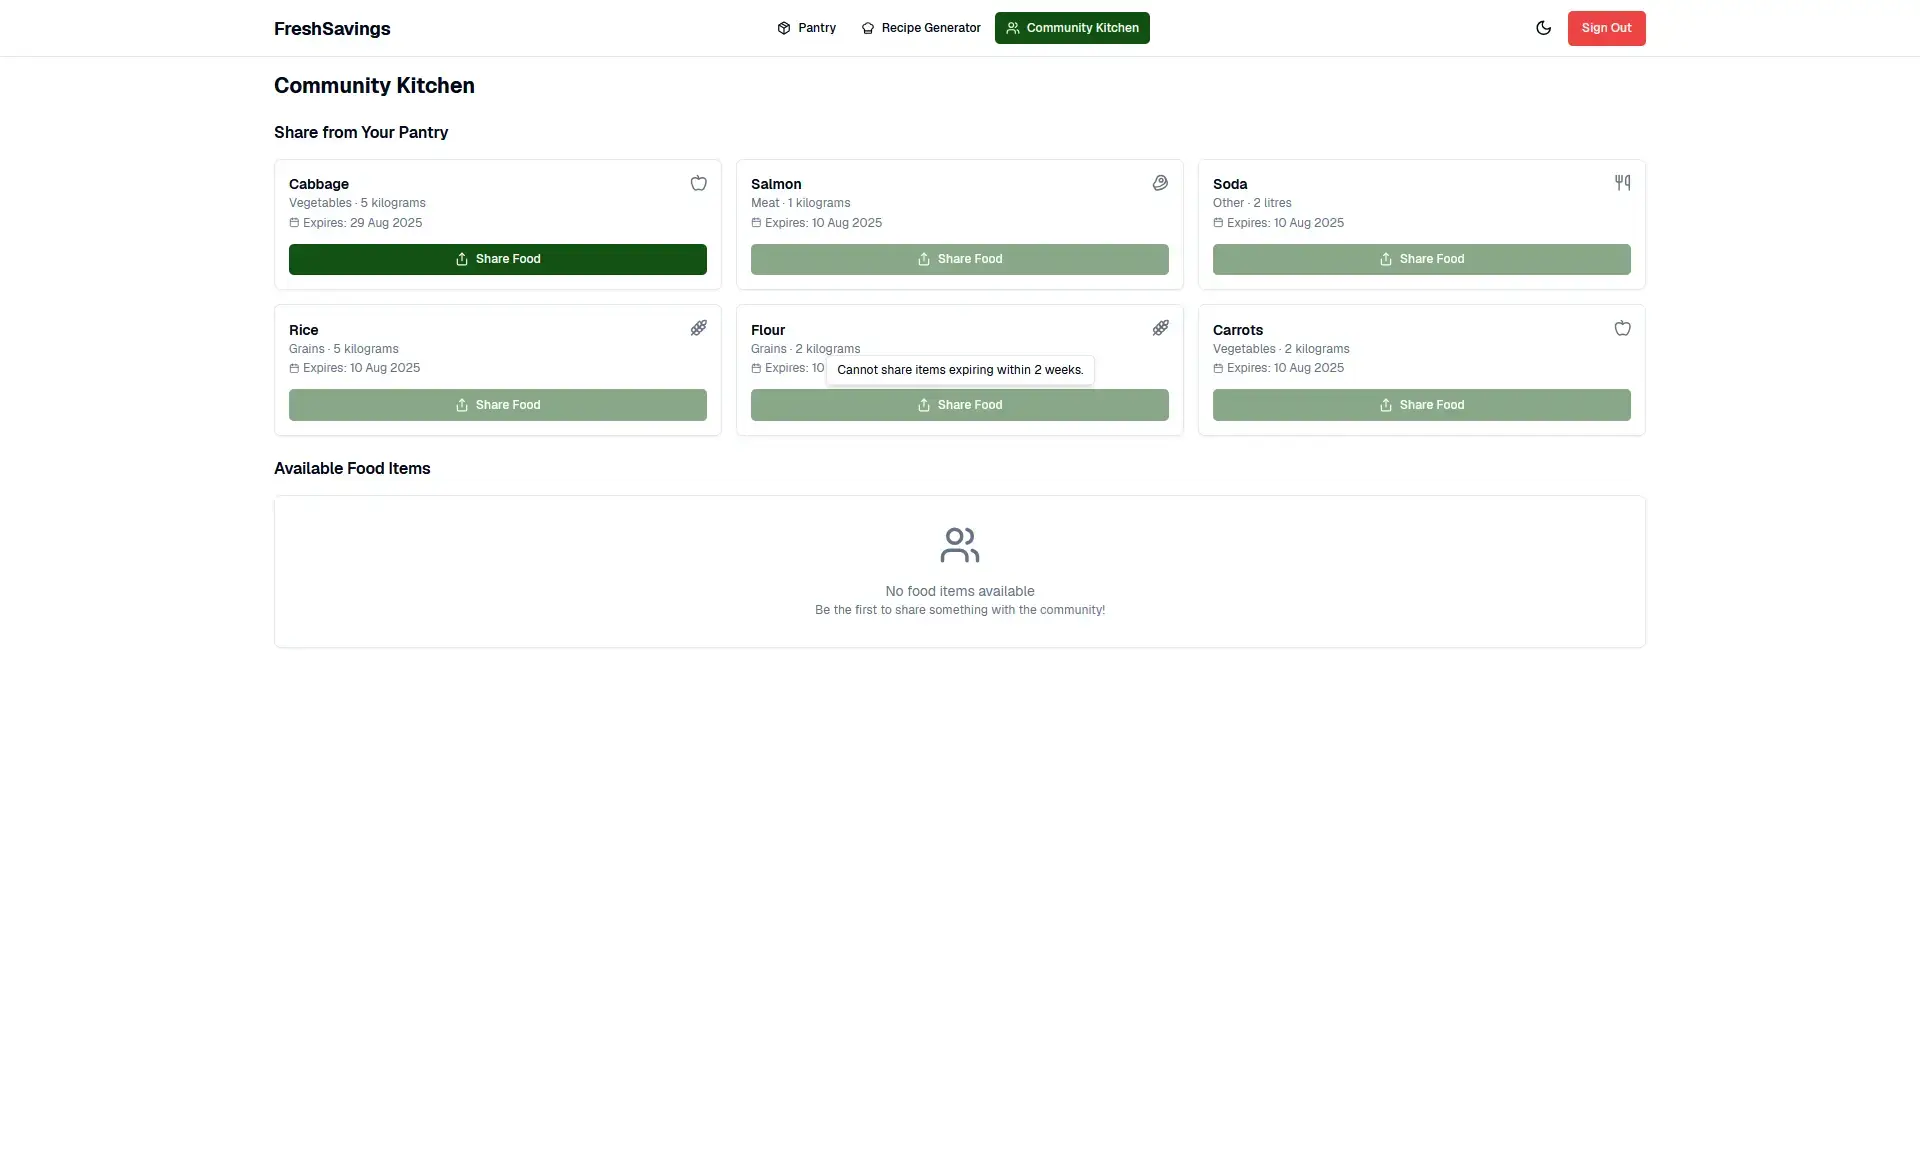 FreshSavings
Pantry
Recipe Generator
Community Kitchen
Sign Out
Community Kitchen
Share from Your Pantry
Cabbage
Vegetables · 5 kilograms
Expires: 29 Aug 2025
Share Food
Salmon
Meat · 1 kilograms
Expires: 10 Aug 2025
Share Food
Soda
Other · 2 litres
Expires: 10 Aug 2025
Share Food
Rice
Grains · 5 kilograms
Expires: 10 Aug 2025
Share Food
Flour
Grains · 2 kilograms
Expires: 10
Cannot share items expiring within 2 weeks.
Share Food
Carrots
Vegetables · 2 kilograms
Expires: 10 Aug 2025
Share Food
Available Food Items
No food items available
Be the first to share something with the community!